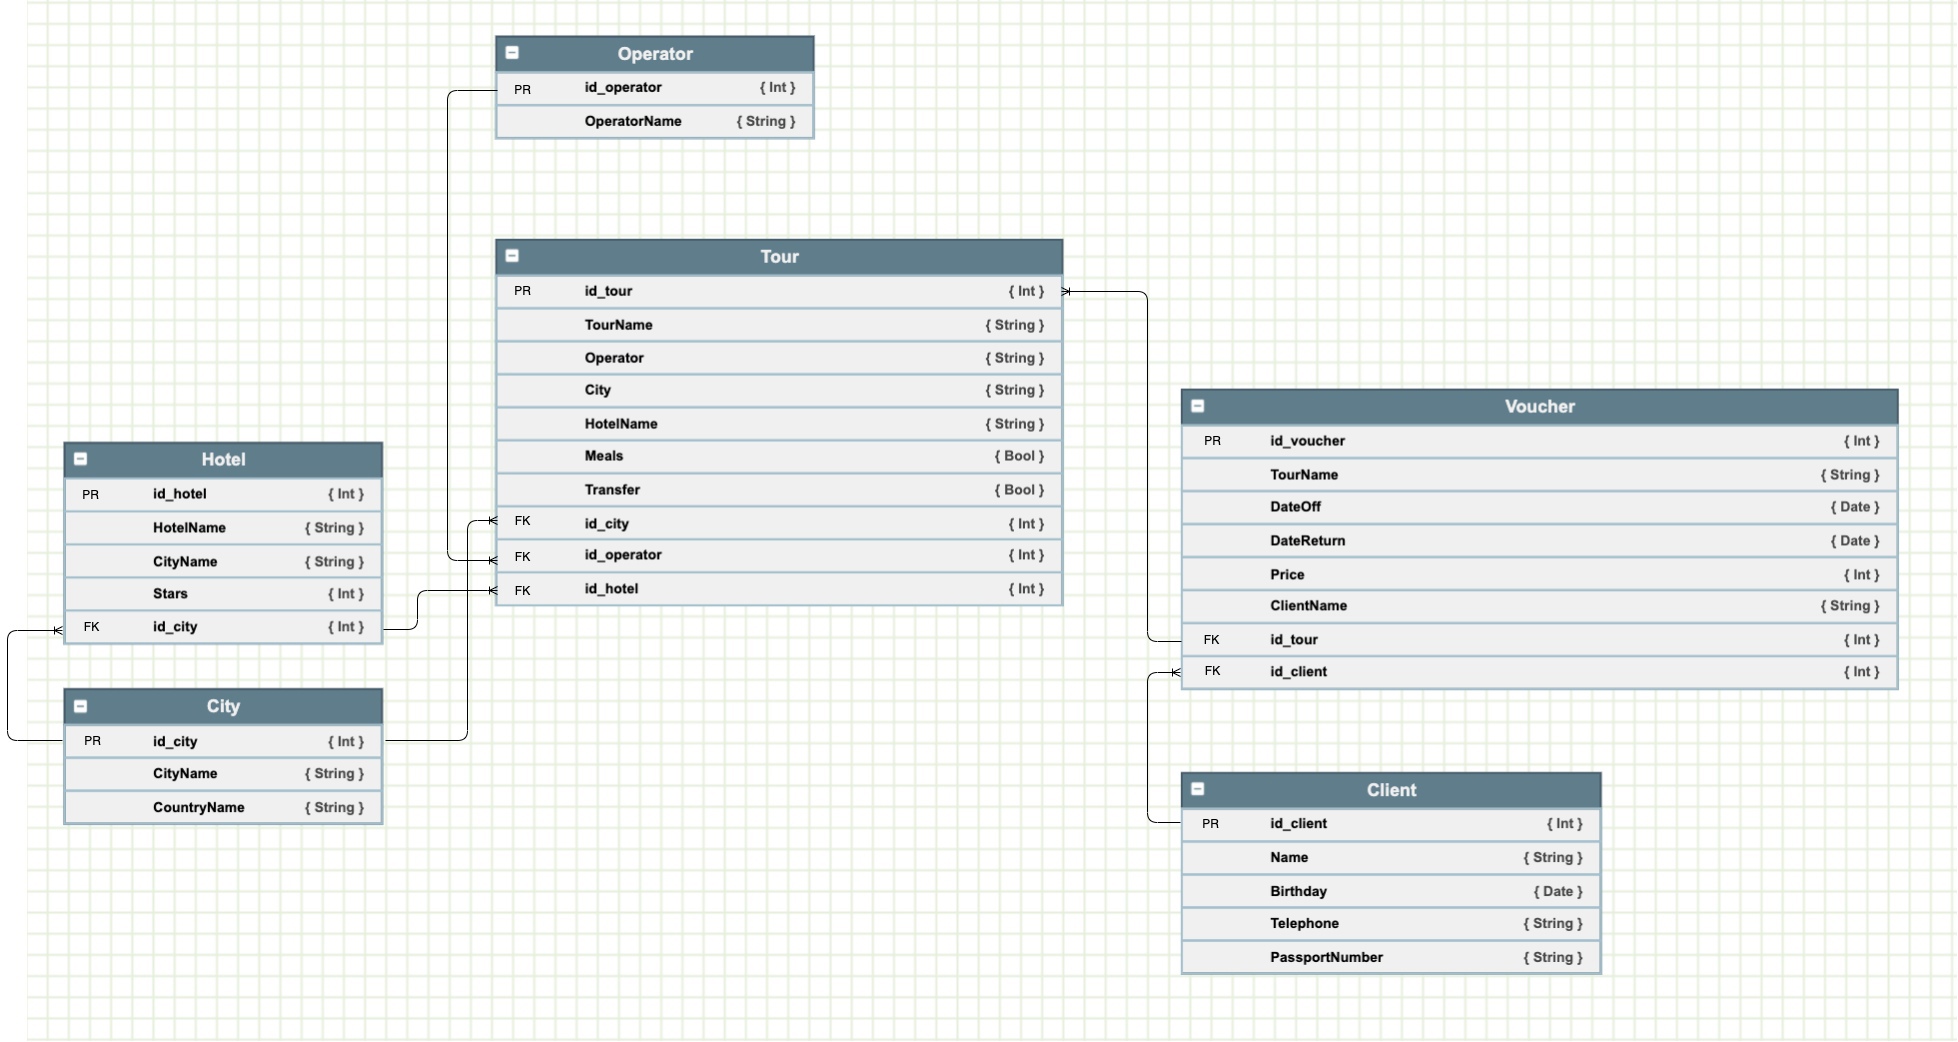 Operator
PR id_operator { Int }
OperatorName { String }
Tour
PR id_tour { Int }
TourName { String }
Operator { String }
City { String }
HotelName { String }
Meals { Bool }
Transfer { Bool }
FK id_city { Int }
FK id_operator { Int }
FK id_hotel { Int }
Voucher
PR id_voucher { Int }
TourName { String }
DateOff { Date }
DateReturn { Date }
Price { Int }
ClientName { String }
FK id_tour { Int }
FK id_client { Int }
Hotel
PR id_hotel { Int }
HotelName { String }
CityName { String }
Stars { Int }
FK id_city { Int }
City
PR id_city { Int }
CityName { String }
CountryName { String }
Client
PR id_client { Int }
Name { String }
Birthday { Date }
Telephone { String }
PassportNumber { String }